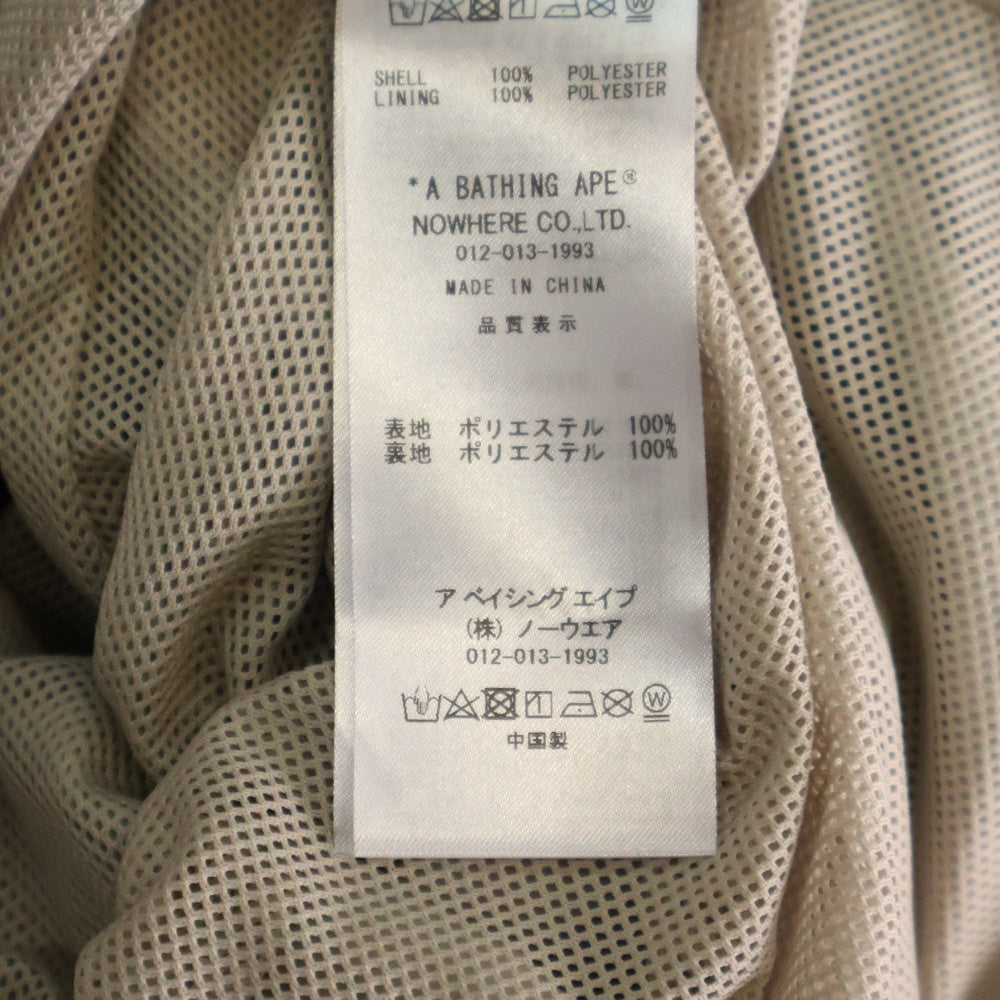 SHELL 100% POLYESTER
LINING 100% POLYESTER
*A BATHING APE®
NOWHERE CO.,LTD.
012-013-1993
MADE IN CHINA
品質表示
表地 ポリエステル 100%
裏地 ポリエステル 100%
ア ベイシング エイプ
(株) ノーウエア
012-013-1993
W
中国製